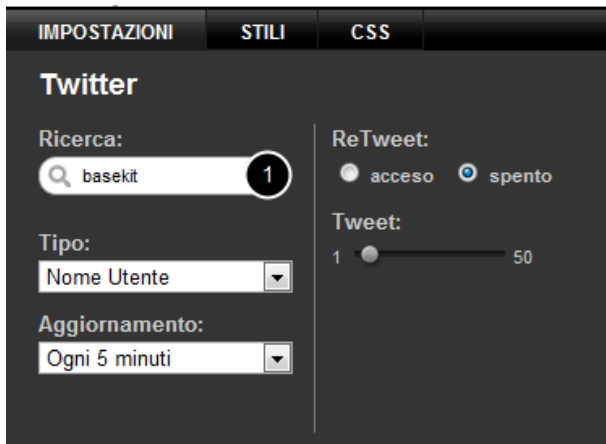 IMPOSTAZIONI STILI CSS
Twitter
Ricerca:
basekit 1
Tipo:
Nome Utente
Aggiornamento:
Ogni 5 minuti
ReTweet:
acceso spento
Tweet:
1 50